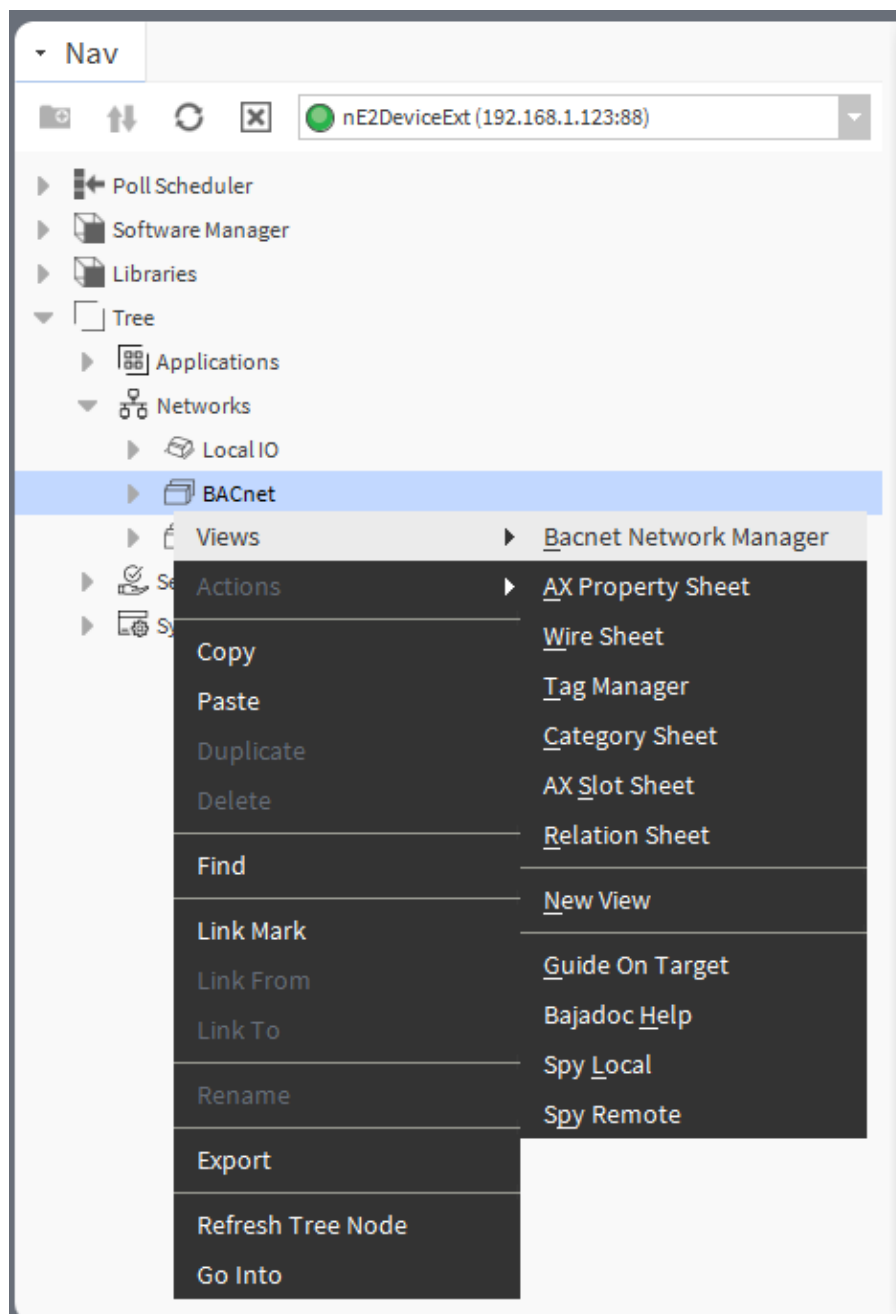 Nav
nE2DeviceExt (192.168.1.123:88)
Poll Scheduler
Software Manager
Libraries
Tree
Applications
Networks
Local IO
BACnet
Views
Actions
Copy
Paste
Duplicate
Delete
Find
Link Mark
Link From
Link To
Rename
Export
Refresh Tree Node
Go Into
Bacnet Network Manager
AX Property Sheet
Wire Sheet
Tag Manager
Category Sheet
AX Slot Sheet
Relation Sheet
New View
Guide On Target
Bajadoc Help
Spy Local
Spy Remote